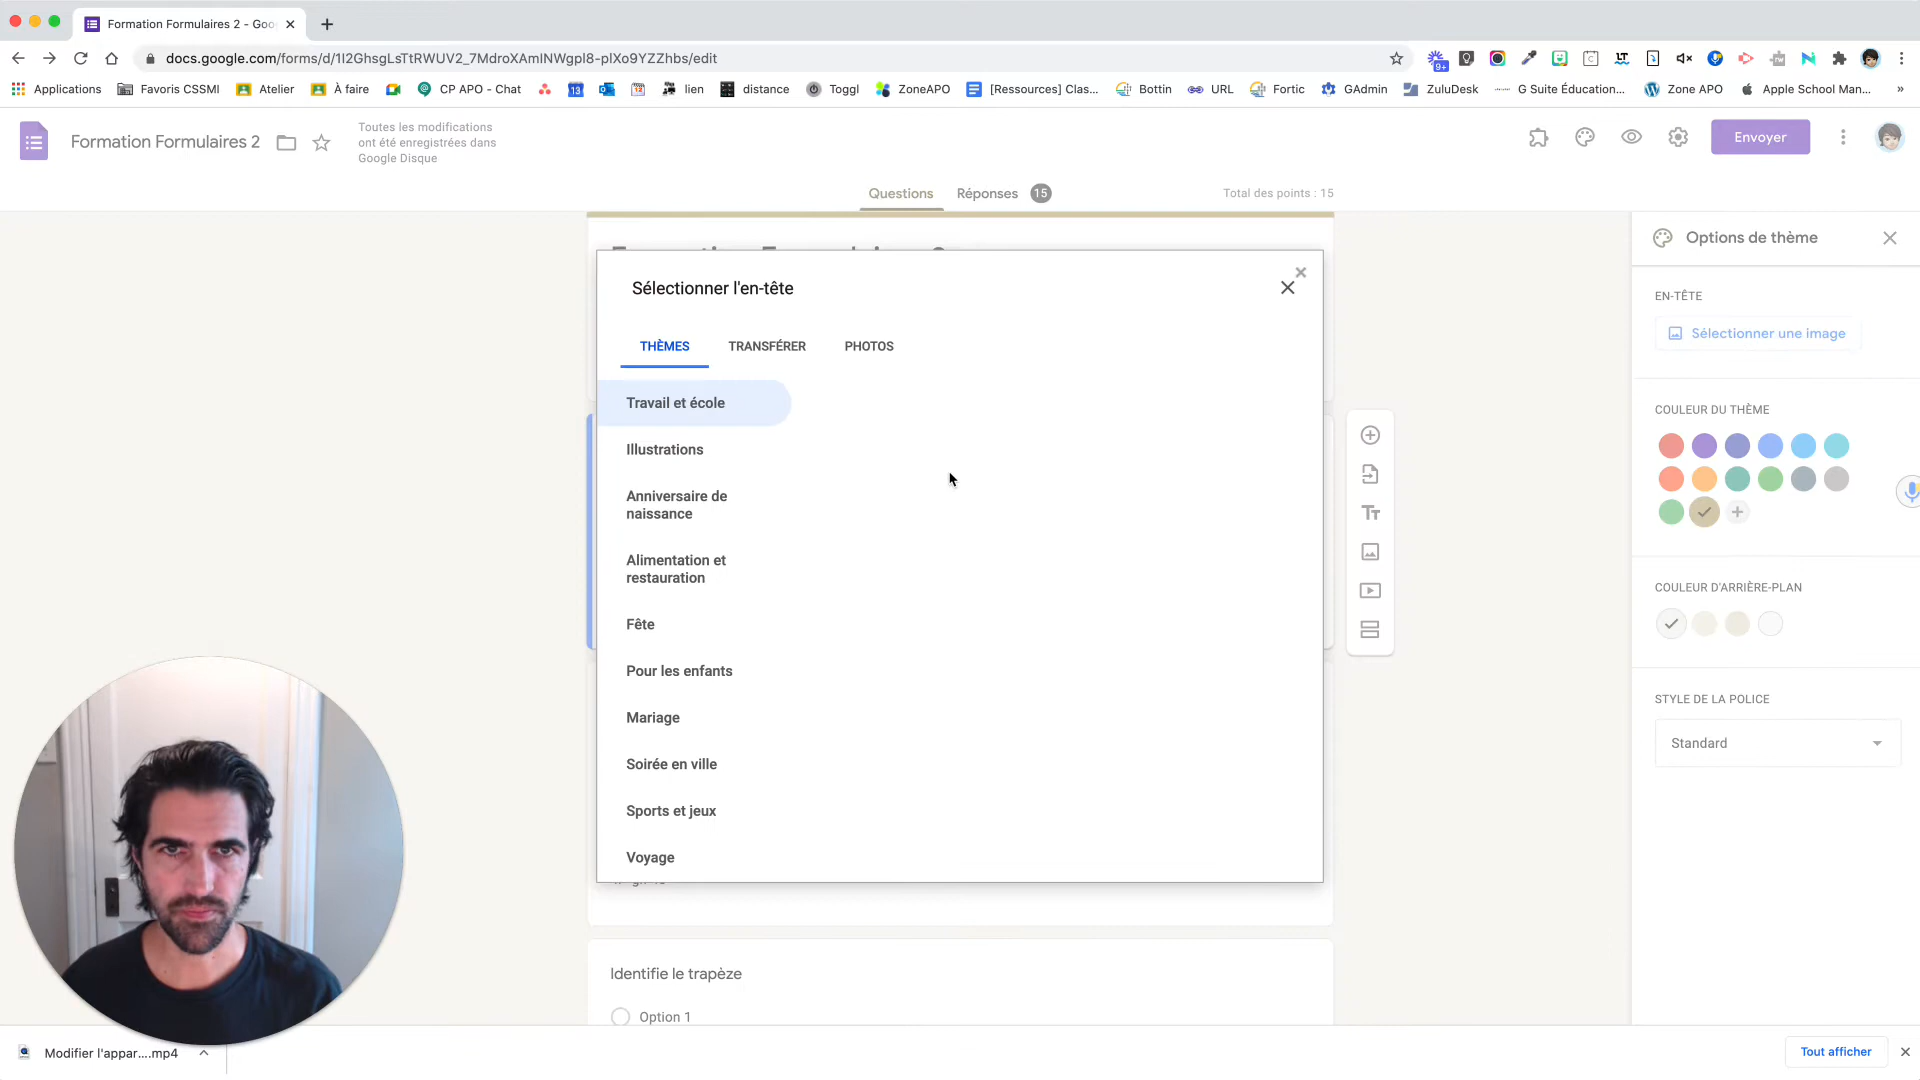 Formation Formulaires 2 - Goo
docs.google.com/forms/d/1I2GhsgLsTtRWUV2_7MdroXAmINWgpl8-plXo9YZZhbs/edit
9+
Applications
Favoris CSSMI
Atelier
À faire
CP APO - Chat
13
12
lien
distance
Toggl
ZoneAPO
[Ressources] Clas...
Bottin
URL
Fortic
GAdmin
ZuluDesk
G Suite Éducation...
Zone APO
Apple School Man...
»
Formation Formulaires 2
Toutes les modifications
ont été enregistrées dans
Google Disque
Envoyer
Questions
Réponses 15
Total des points : 15
Sélectionner l'en-tête
THÈMES
TRANSFÉRER
PHOTOS
Travail et école
Illustrations
Anniversaire de
naissance
Alimentation et
restauration
Fête
Pour les enfants
Mariage
Soirée en ville
Sports et jeux
Voyage
Identifie le trapèze
Option 1
Options de thème
EN-TÊTE
Sélectionner une image
COULEUR DU THÈME
COULEUR D'ARRIÈRE-PLAN
STYLE DE LA POLICE
Standard
Modifier l'appar....mp4
Tout afficher